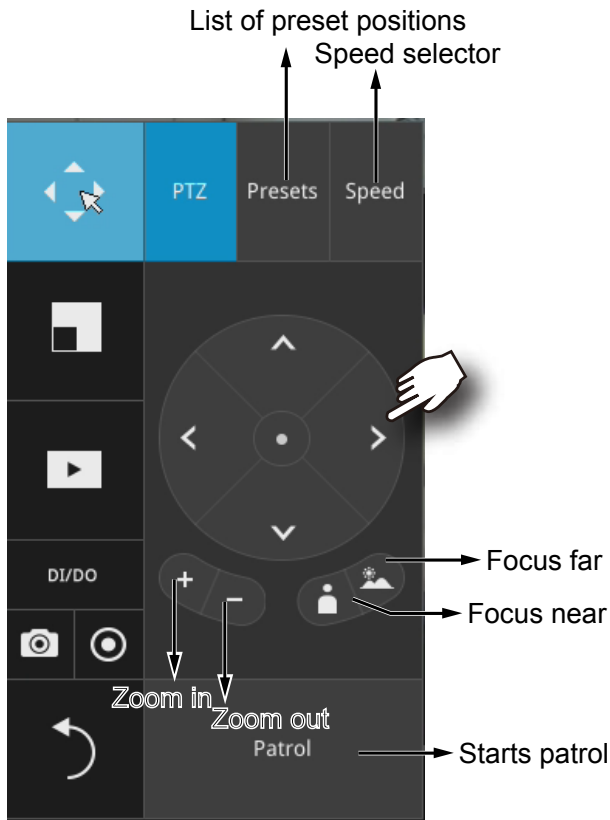 List of preset positions
Speed selector
PTZ
Presets
Speed
DI/DO
Focus far
Focus near
Zoom in
Zoom out
Patrol
Starts patrol